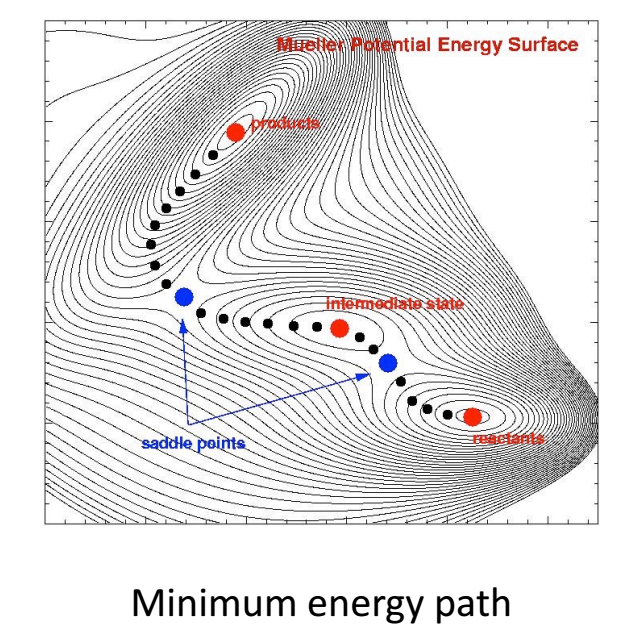 Mueller Potential Energy Surface
products
intermediate state
saddle points
reactants
Minimum energy path